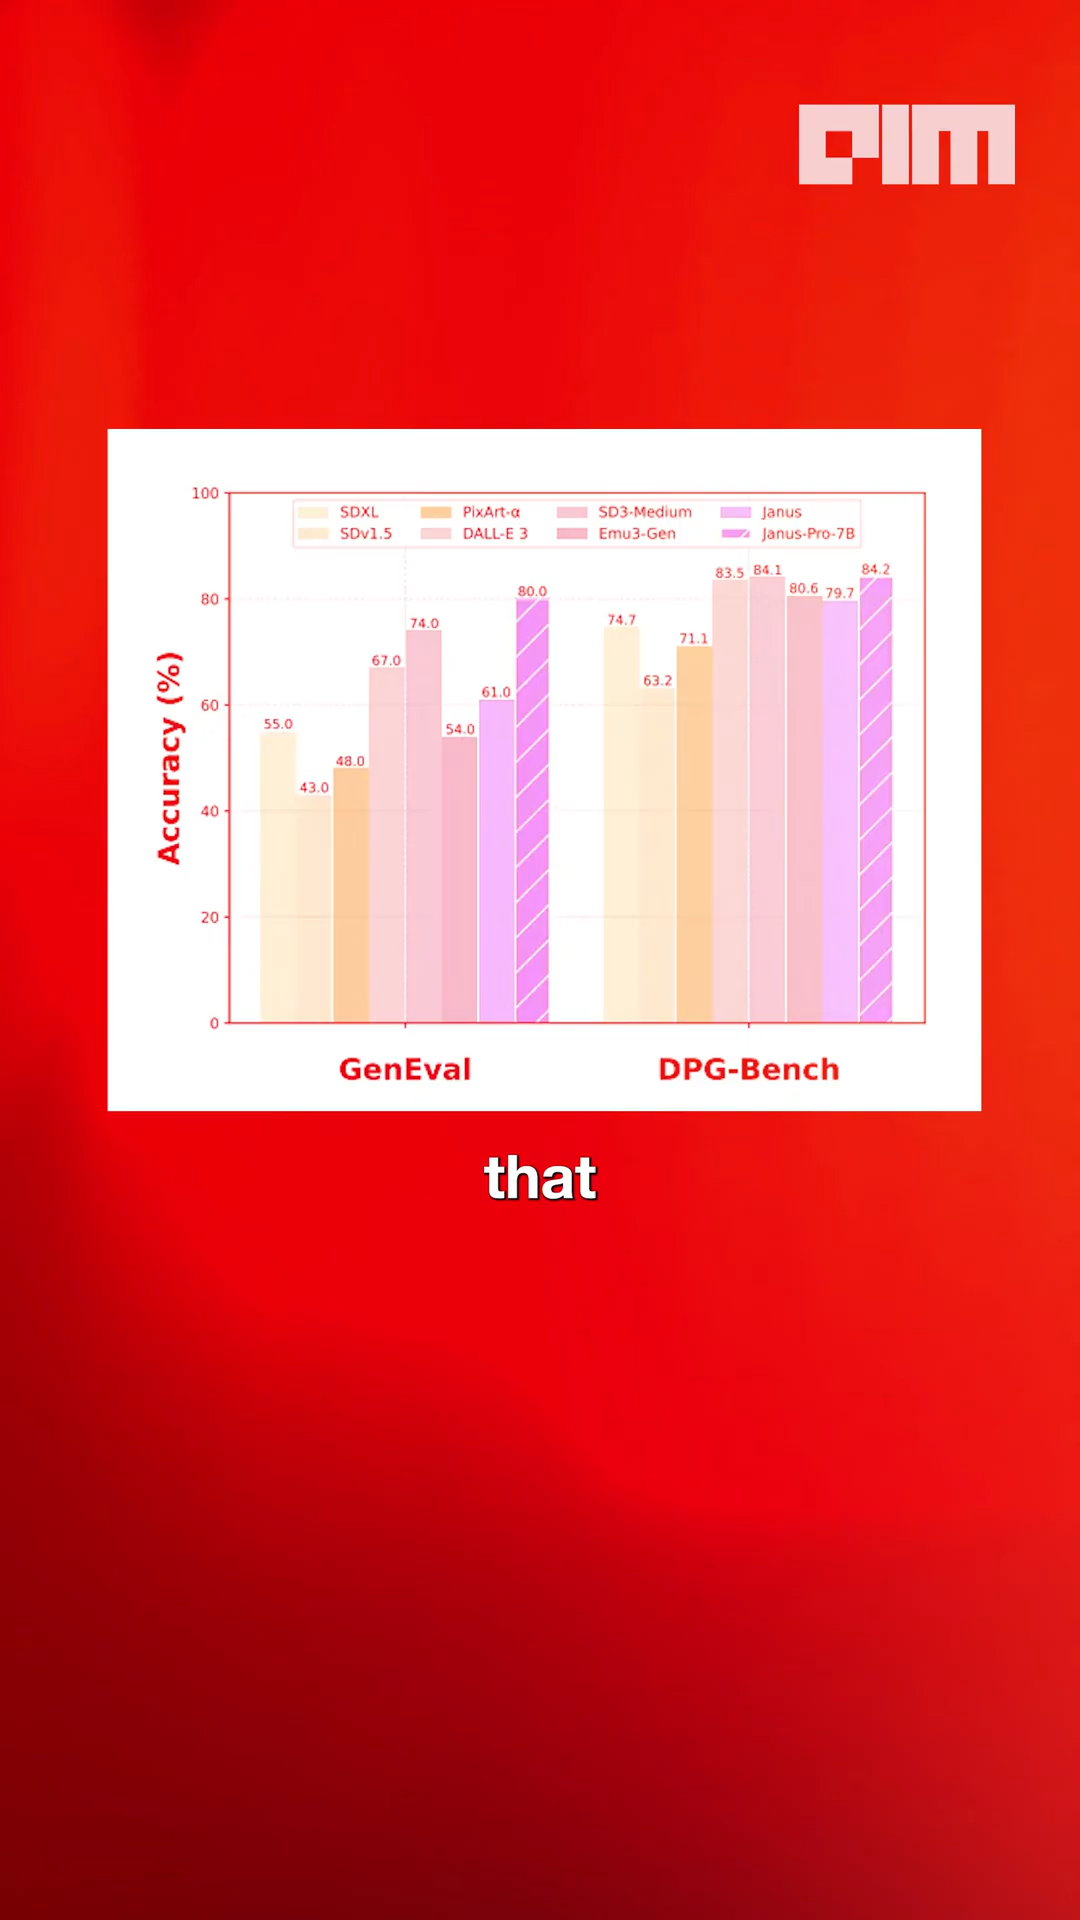 AIM
100
SDXL PixArt-α SD3-Medium Janus
SDv1.5 DALL-E 3 Emu3-Gen Janus-Pro-7B
80
60
40
20
0
Accuracy (%)
55.0 43.0 48.0 67.0 74.0 54.0 61.0 80.0
74.7 63.2 71.1 83.5 84.1 80.6 79.7 84.2
GenEval DPG-Bench
that